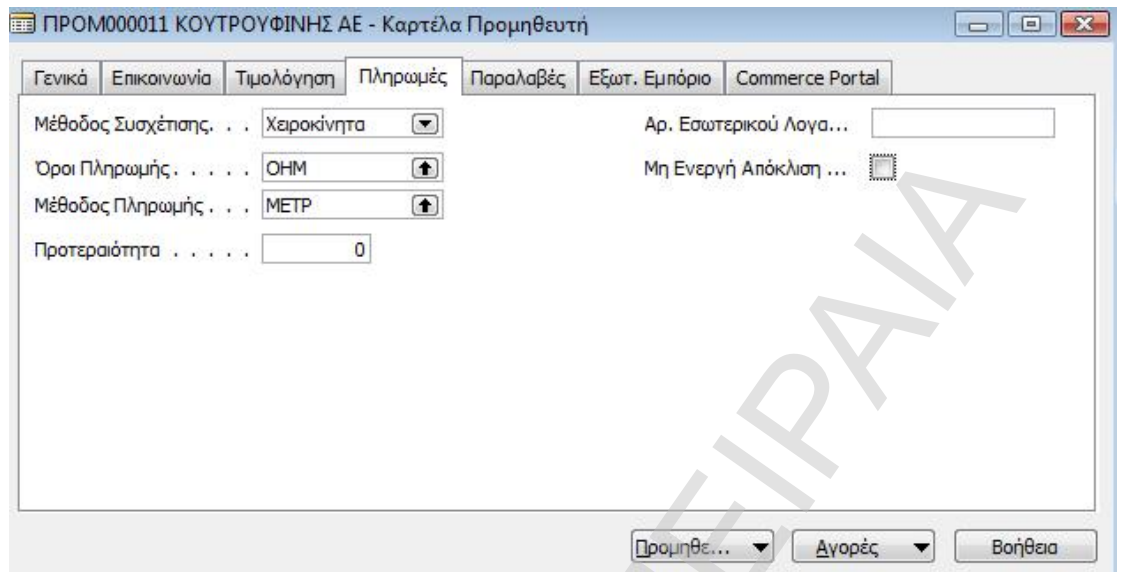 ΠΡΟΜ000011 ΚΟΥΤΡΟΥΦΙΝΗΣ ΑΕ - Καρτέλα Προμηθευτή
Γενικά Επικοινωνία Τιμολόγηση Πληρωμές Παραλαβές Εξωτ. Εμπόριο Commerce Portal
Μέθοδος Συσχέτισης. . . Χειροκίνητα Αρ. Εσωτερικού Λογα...
Όροι Πληρωμής. . . . . ΟΗΜ Μη Ενεργή Απόκλιση ...
Μέθοδος Πληρωμής . . . ΜΕΤΡ
Προτεραιότητα . . . . . 0
ΕΙΡΑΙΑ
Προμηθε... Αγορές Βοήθεια